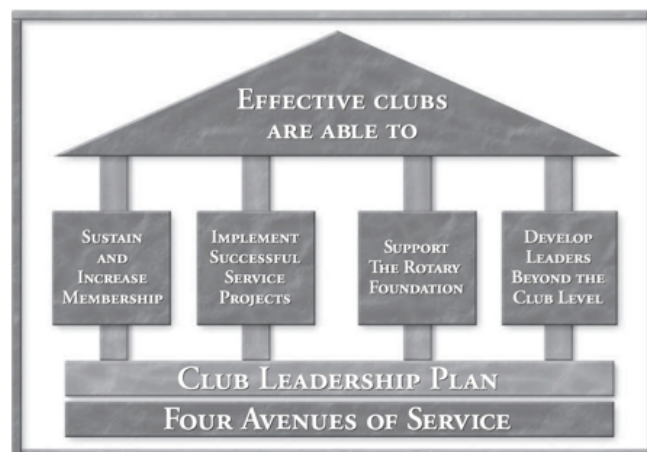 Effective clubs
are able to
Sustain
and
Increase
Membership
Implement
Successful
Service
Projects
Support
The Rotary
Foundation
Develop
Leaders
Beyond the
Club Level
Club Leadership Plan
Four Avenues of Service